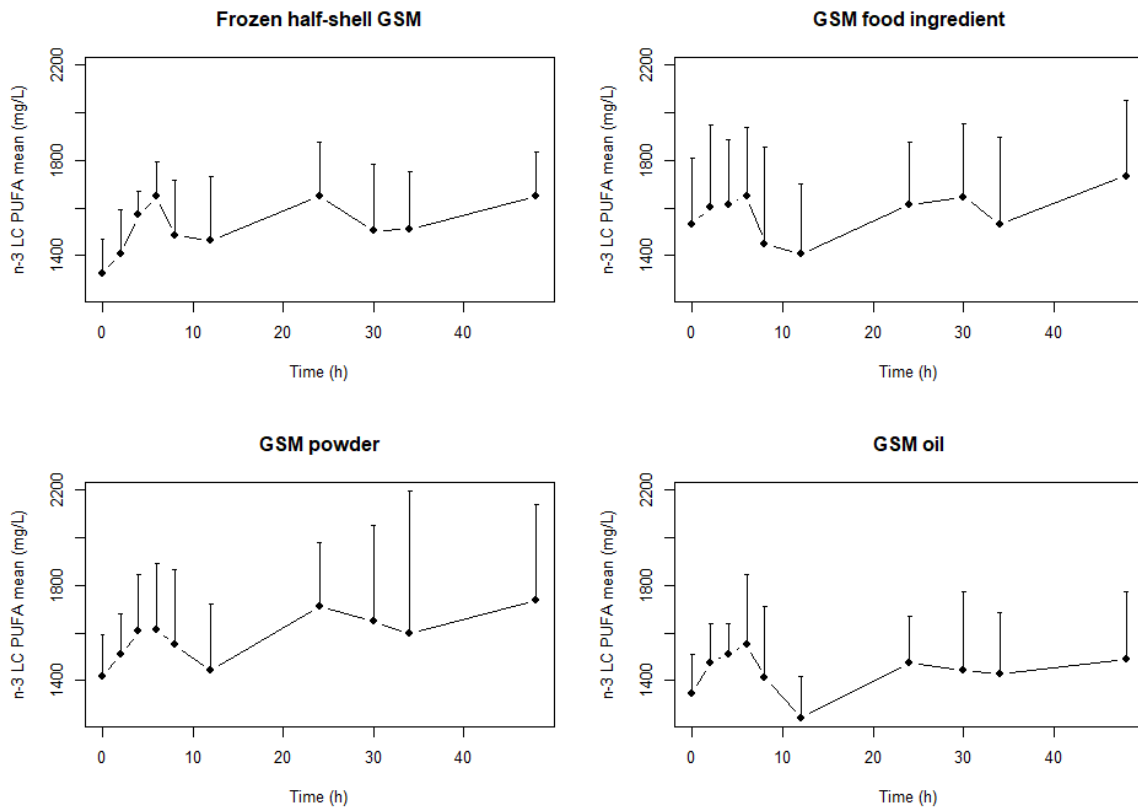 Frozen half-shell GSM
n-3 LC PUFA mean (mg/L)
2200
1800
1400
0 10 20 30 40
Time (h)
GSM food ingredient
n-3 LC PUFA mean (mg/L)
2200
1800
1400
0 10 20 30 40
Time (h)
GSM powder
n-3 LC PUFA mean (mg/L)
2200
1800
1400
0 10 20 30 40
Time (h)
GSM oil
n-3 LC PUFA mean (mg/L)
2200
1800
1400
0 10 20 30 40
Time (h)